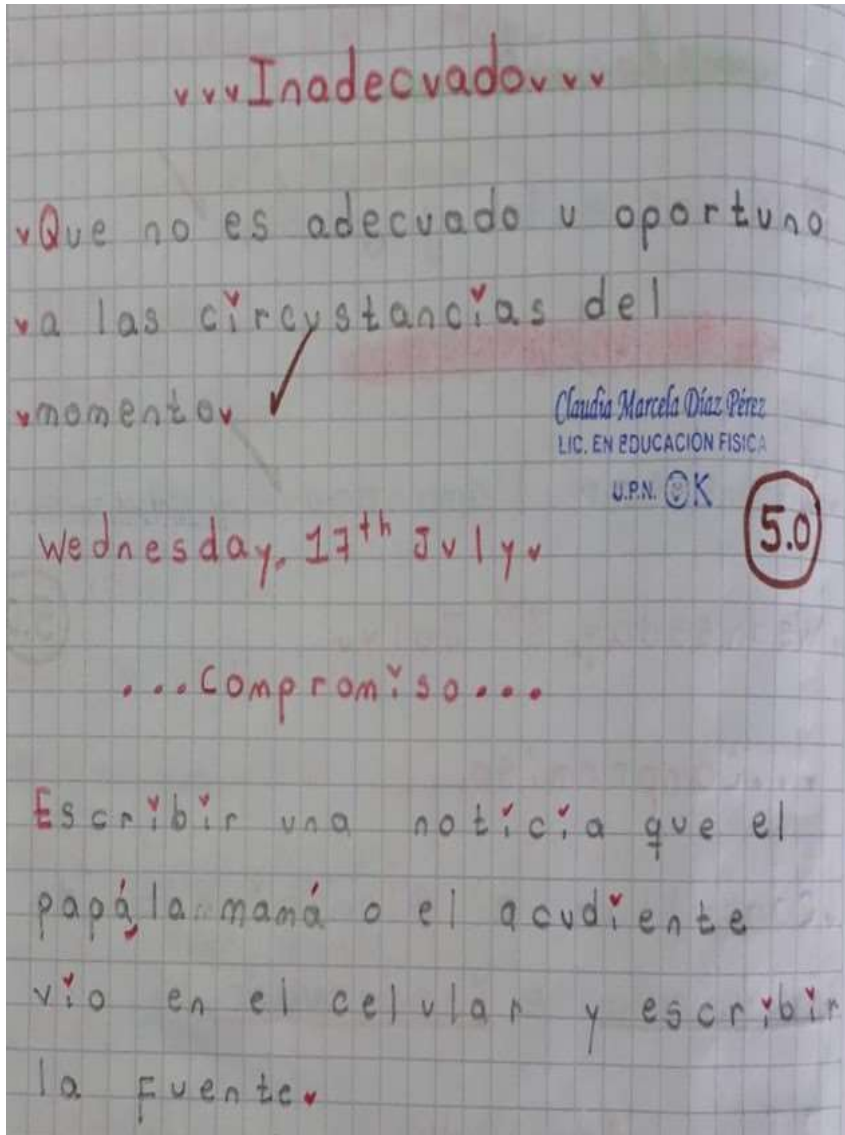 Inadecuado
Que no es adecuado u oportuno
a las circustancias del
momento
Claudia Marcela Díaz Pérez
LIC. EN EDUCACIÓN FISICA
U.P.N. OK
5.0
Wednesday, 17th July
...Compromiso...
Escribir una noticia que el
papá, la mamá o el acudiente
vio en el celular y escribir
la Fuente.